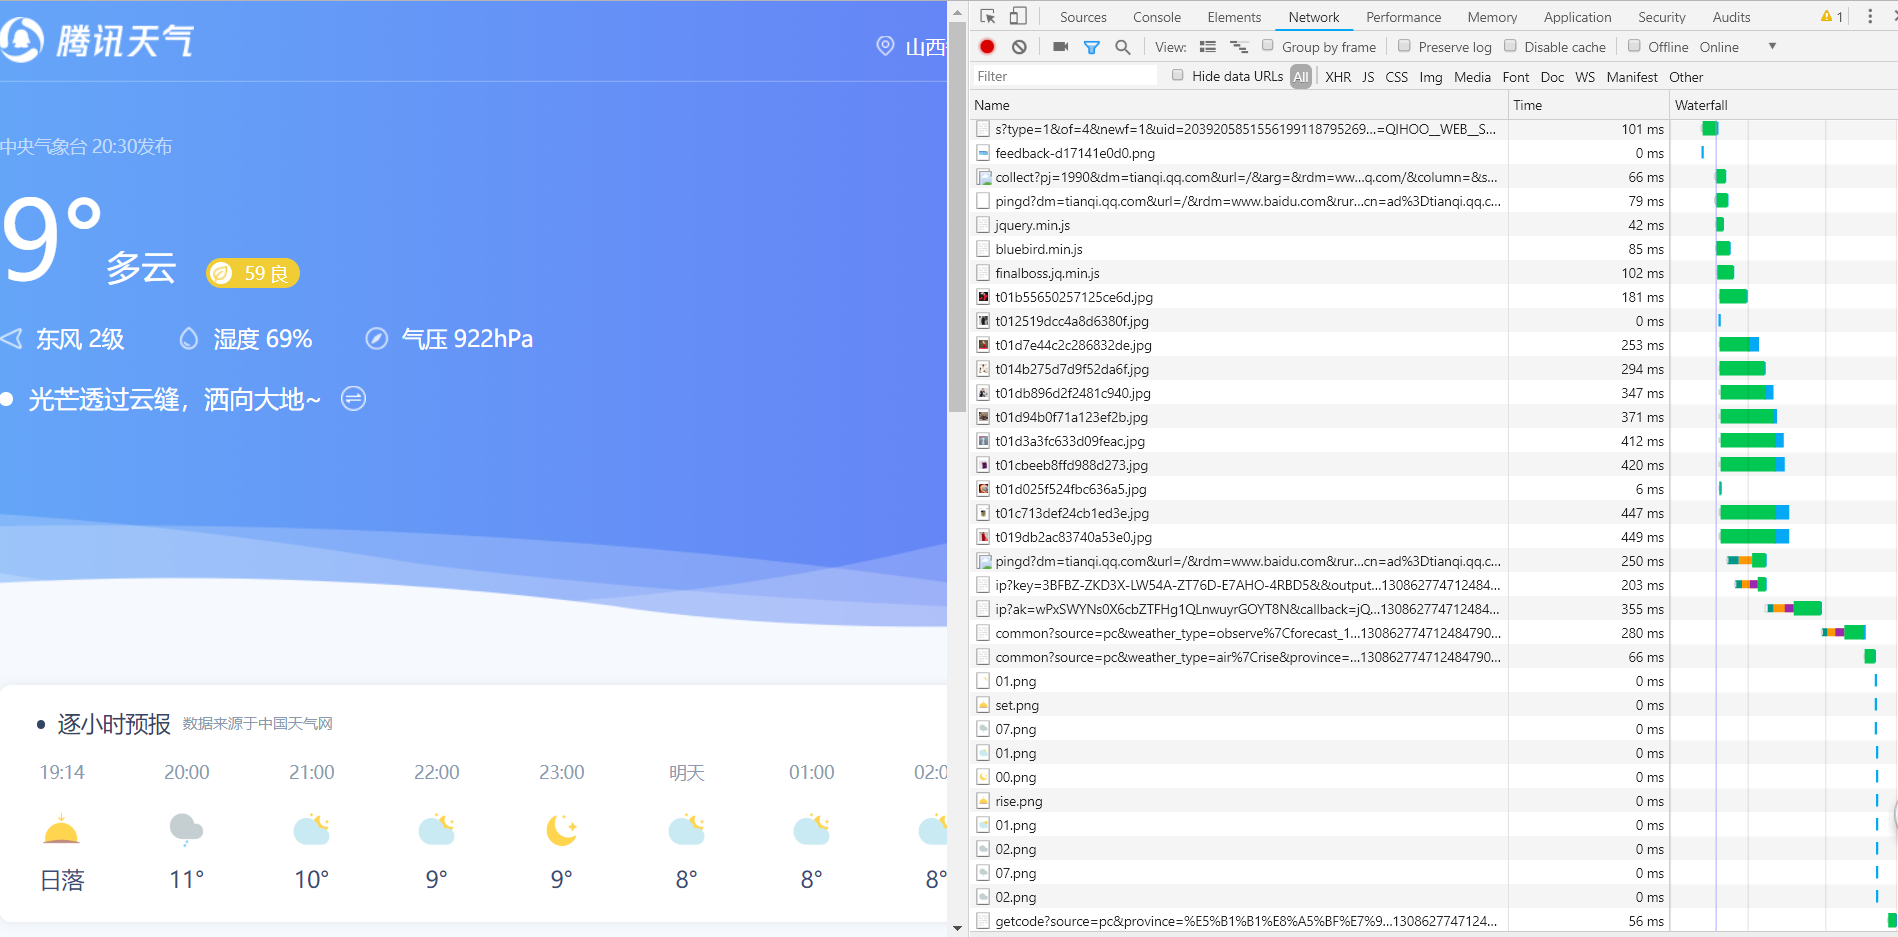 腾讯天气
山西
中央气象台 20:30发布
9°
多云
59 良
东风 2级
湿度 69%
气压 922hPa
光芒透过云缝，洒向大地~
逐小时预报 数据来源于中国天气网
19:14 20:00 21:00 22:00 23:00 明天 01:00 02:0
日落 11° 10° 9° 9° 8° 8° 8°
Sources Console Elements Network Performance Memory Application Security Audits 1
View: Group by frame Preserve log Disable cache Offline Online
Filter Hide data URLs All XHR JS CSS Img Media Font Doc WS Manifest Other
Name Time Waterfall
s?type=1&of=4&newf=1&uid=2039205851556199118795269...=QIHOO__WEB__S... 101 ms
feedback-d17141e0d0.png 0 ms
collect?pj=1990&dm=tianqi.qq.com&url=/&arg=&rdm=ww...q.com/&column=&s... 66 ms
pingd?dm=tianqi.qq.com&url=/&rdm=www.baidu.com&rur...cn=ad%3Dtianqi.qq.c... 79 ms
jquery.min.js 42 ms
bluebird.min.js 85 ms
finalboss.jq.min.js 102 ms
t01b55650257125ce6d.jpg 181 ms
t012519dcc4a8d6380f.jpg 0 ms
t01d7e44c2c286832de.jpg 253 ms
t014b275d7d9f52da6f.jpg 294 ms
t01db896d2f2481c940.jpg 347 ms
t01d94b0f71a123ef2b.jpg 371 ms
t01d3a3fc633d09feac.jpg 412 ms
t01cbeeb8ffd988d273.jpg 420 ms
t01d025f524fbc636a5.jpg 6 ms
t01c713def24cb1ed3e.jpg 447 ms
t019db2ac83740a53e0.jpg 449 ms
pingd?dm=tianqi.qq.com&url=/&rdm=www.baidu.com&rur...cn=ad%3Dtianqi.qq.c... 250 ms
ip?key=3BFBZ-ZKD3X-LW54A-ZT76D-E7AHO-4RBD5&&output...130862774712484... 203 ms
ip?ak=wPxSWYNs0X6cbZTFHg1QLnwuyrGOYT8N&callback=jQ...130862774712484... 355 ms
common?source=pc&weather_type=observe%7Cforecast_1...130862774712484790... 280 ms
common?source=pc&weather_type=air%7Crise&province=...130862774712484790... 66 ms
01.png 0 ms
set.png 0 ms
07.png 0 ms
01.png 0 ms
00.png 0 ms
rise.png 0 ms
01.png 0 ms
02.png 0 ms
07.png 0 ms
02.png 0 ms
getcode?source=pc&province=%E5%B1%B1%E8%A5%BF%E7%9...1308627747124... 56 ms